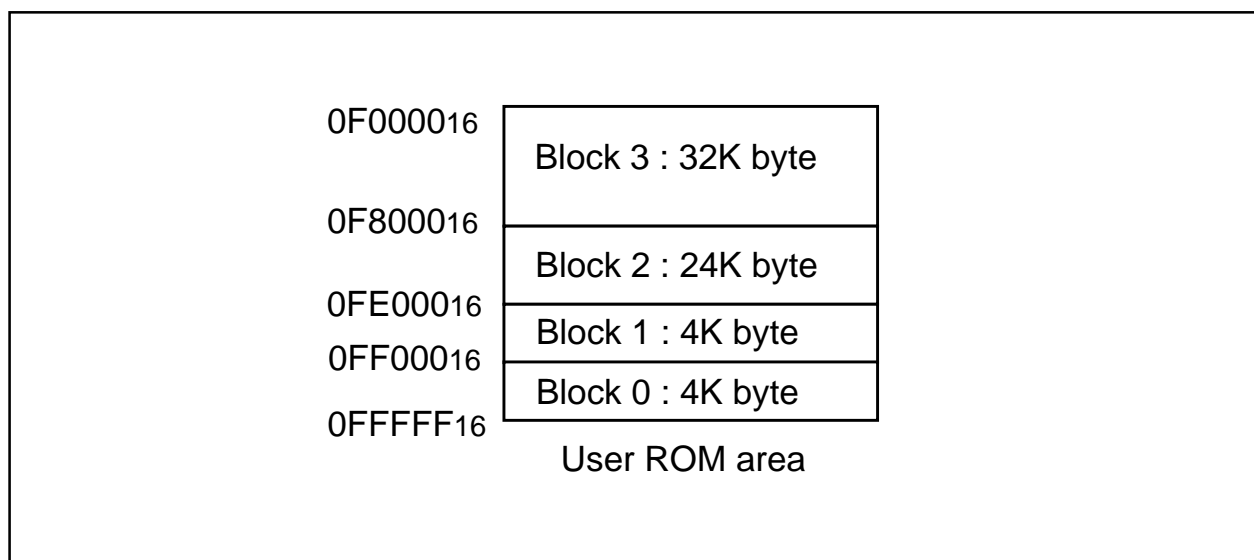 0F000016
Block 3 : 32K byte
0F800016
Block 2 : 24K byte
0FE00016
Block 1 : 4K byte
0FF00016
Block 0 : 4K byte
0FFFFF16
User ROM area